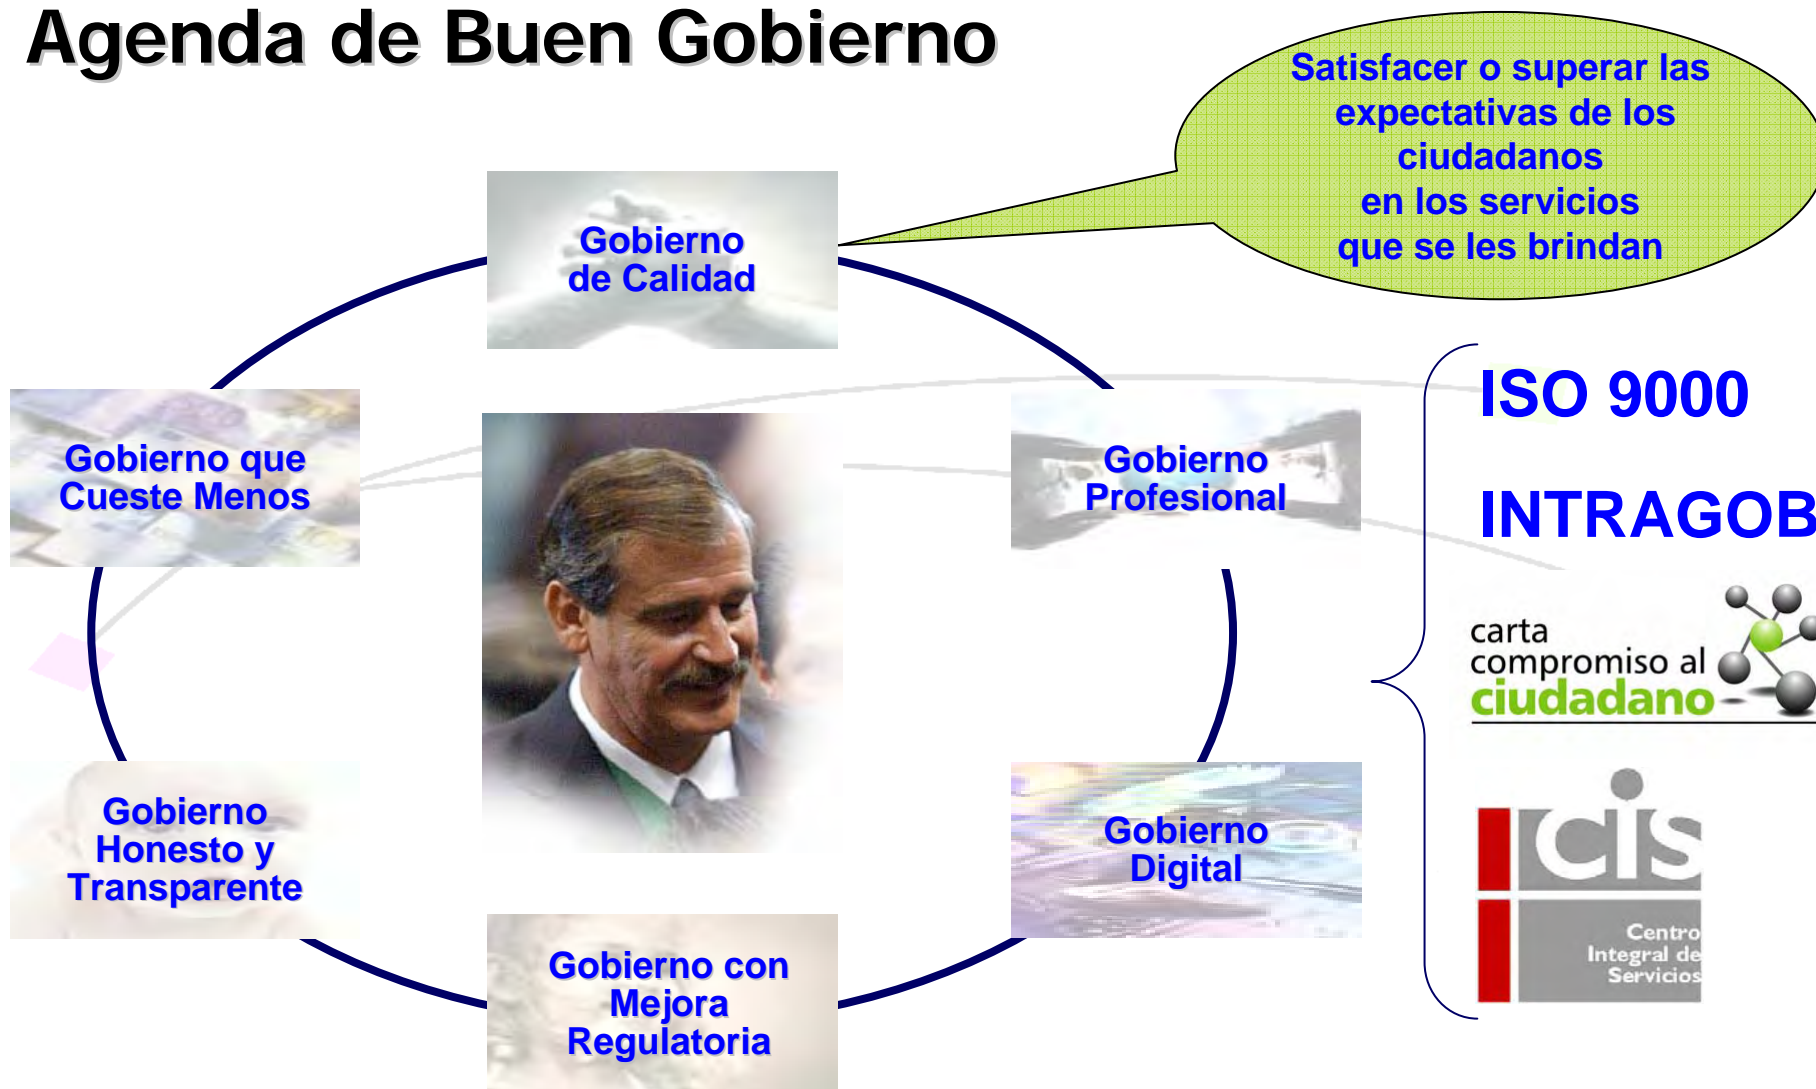 Agenda de Buen Gobierno
Satisfacer o superar las
expectativas de los
ciudadanos
en los servicios
que se les brindan
Gobierno
de Calidad
Gobierno que
Cueste Menos
Gobierno
Profesional
Gobierno
Honesto y
Transparente
Gobierno
Digital
Gobierno con
Mejora
Regulatoria
ISO 9000
INTRAGOB
carta
compromiso al
ciudadano
cis
Centro
Integral de
Servicios